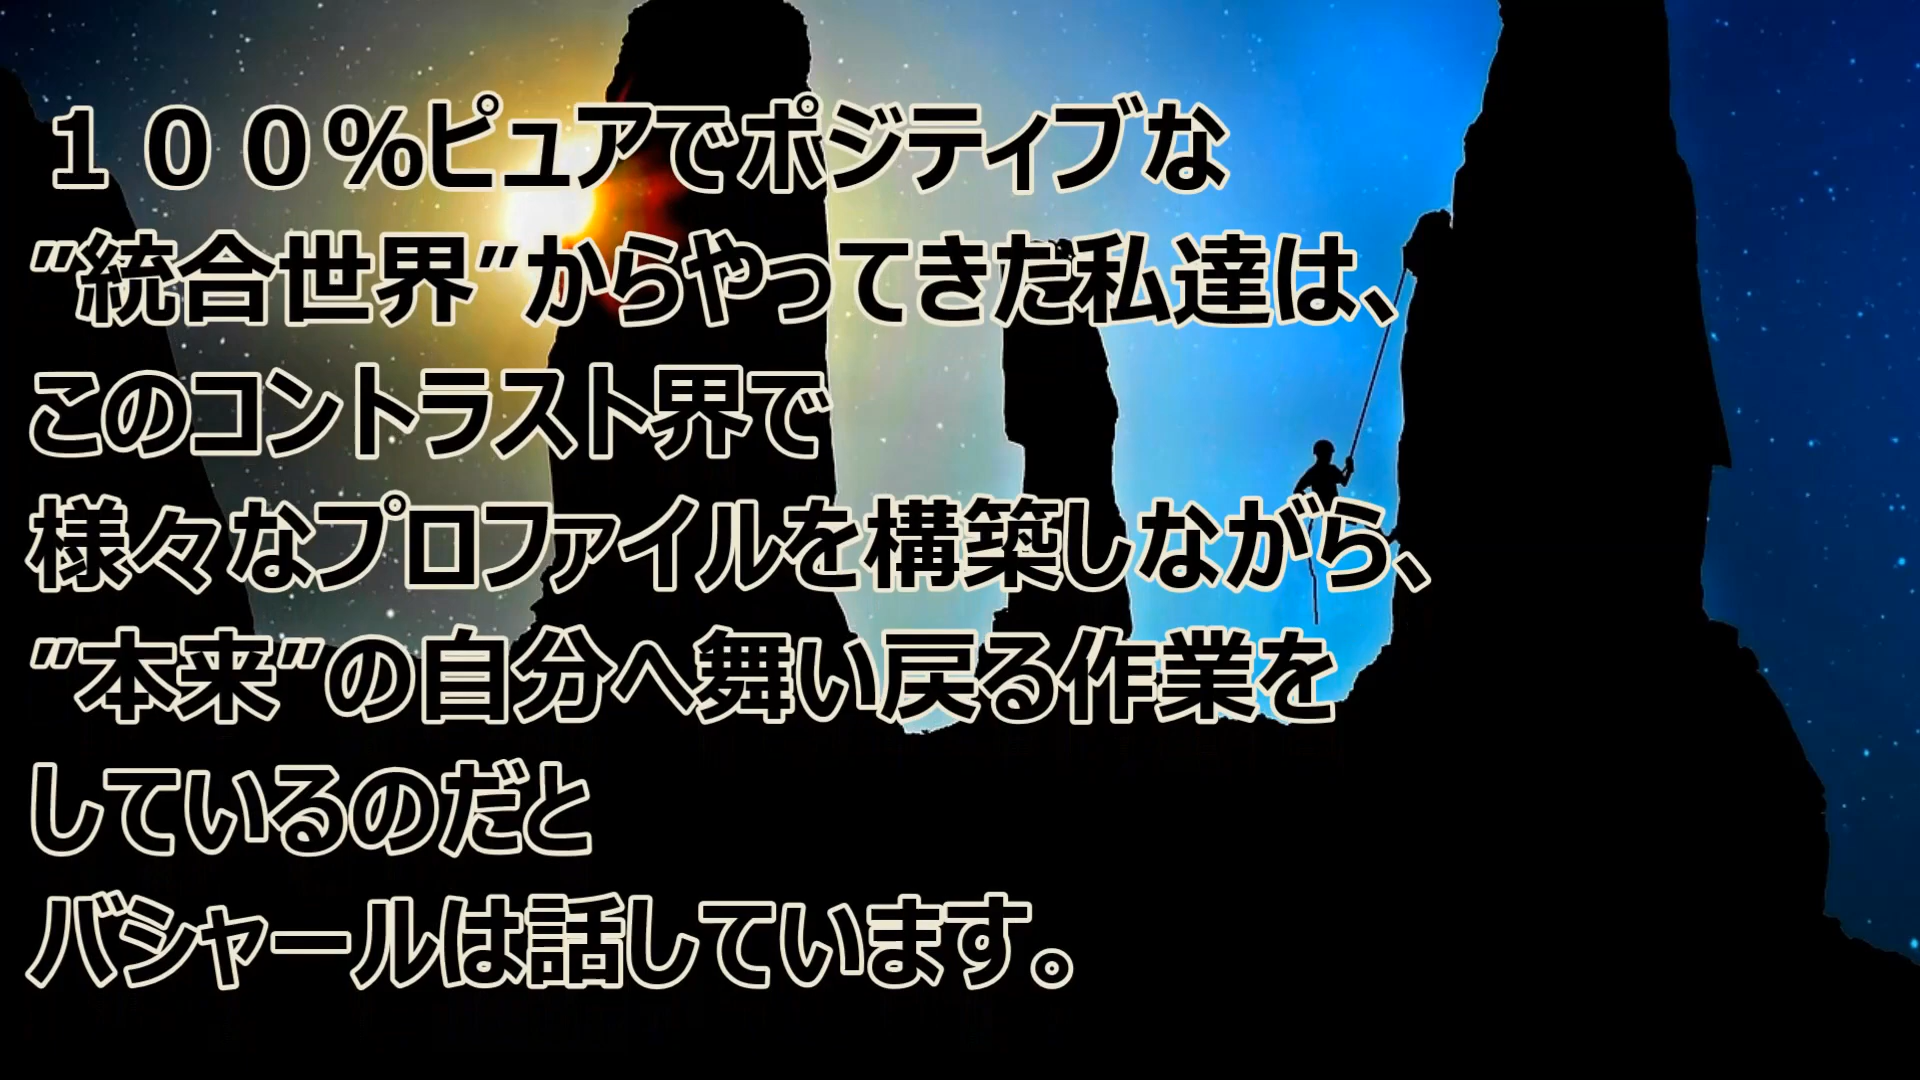 １００％ピュアでポジティブな
”統合世界”からやってきた私達は、
このコントラスト界で
様々なプロファイルを構築しながら、
”本来”の自分へ舞い戻る作業を
しているのだと
バシャールは話しています。